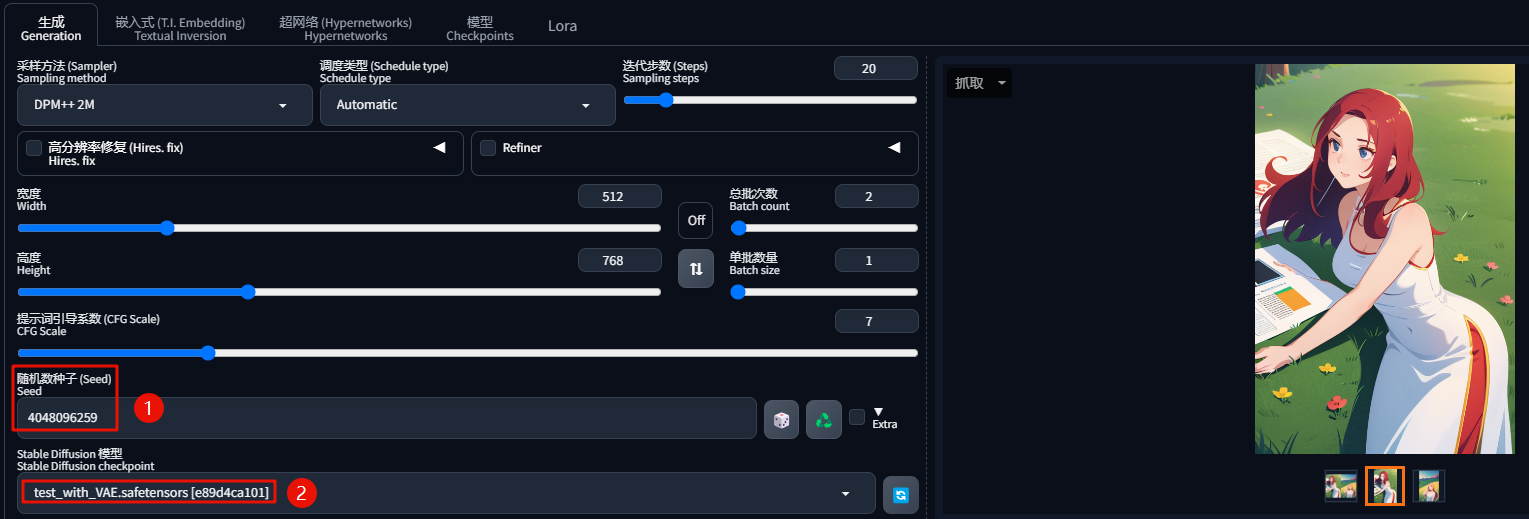 生成
Generation
嵌入式 (T.I. Embedding)
Textual Inversion
超网络 (Hypernetworks)
Hypernetworks
模型
Checkpoints
Lora
采样方法 (Sampler)
Sampling method
DPM++ 2M
调度类型 (Schedule type)
Schedule type
Automatic
迭代步数 (Steps)
Sampling steps
20
高分辨率修复 (Hires. fix)
Hires. fix
Refiner
宽度
Width
512
Off
总批次数
Batch count
2
高度
Height
768
单批数量
Batch size
1
提示词引导系数 (CFG Scale)
CFG Scale
7
随机数种子 (Seed)
Seed
4048096259
1
Extra
Stable Diffusion 模型
Stable Diffusion checkpoint
test_with_VAE.safetensors [e89d4ca101]
2
抓取